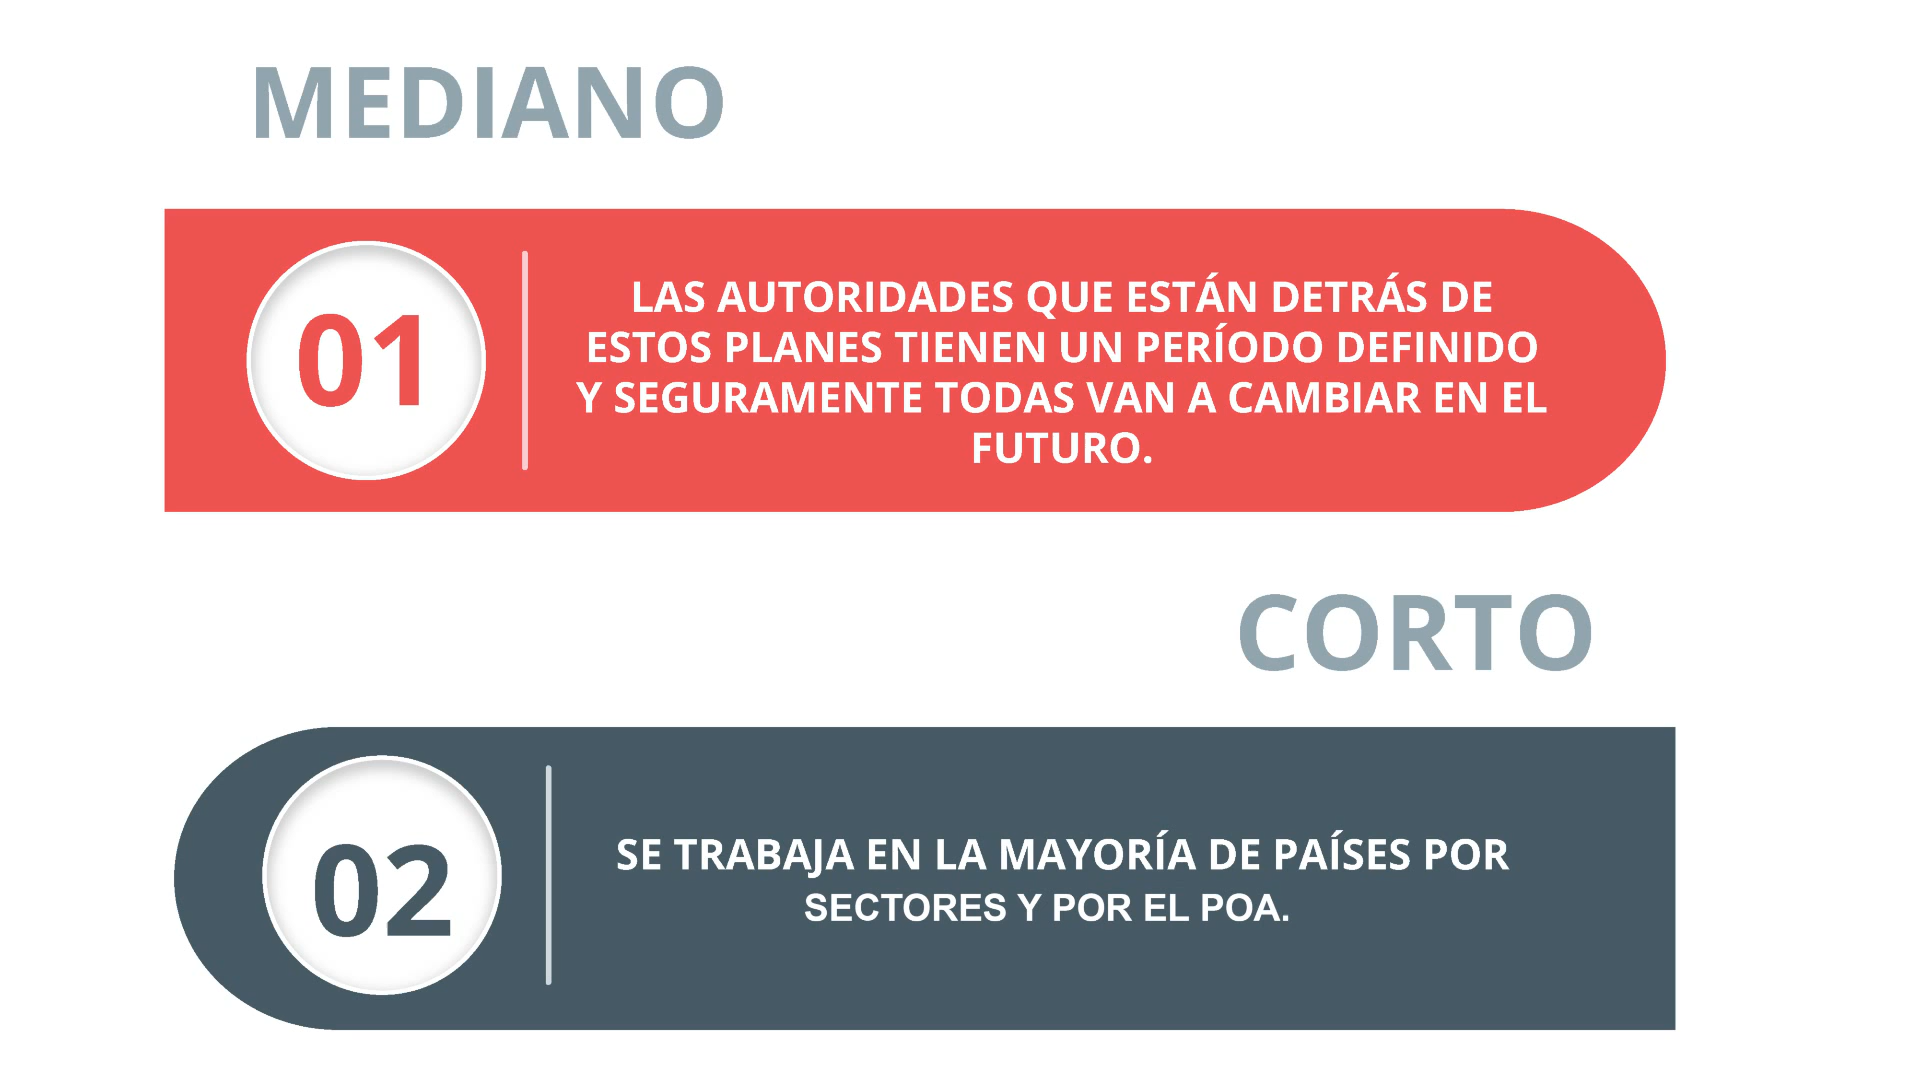 MEDIANO
01
LAS AUTORIDADES QUE ESTÁN DETRÁS DE
ESTOS PLANES TIENEN UN PERÍODO DEFINIDO
Y SEGURAMENTE TODAS VAN A CAMBIAR EN EL
FUTURO.
CORTO
02
SE TRABAJA EN LA MAYORÍA DE PAÍSES POR
SECTORES Y POR EL POA.